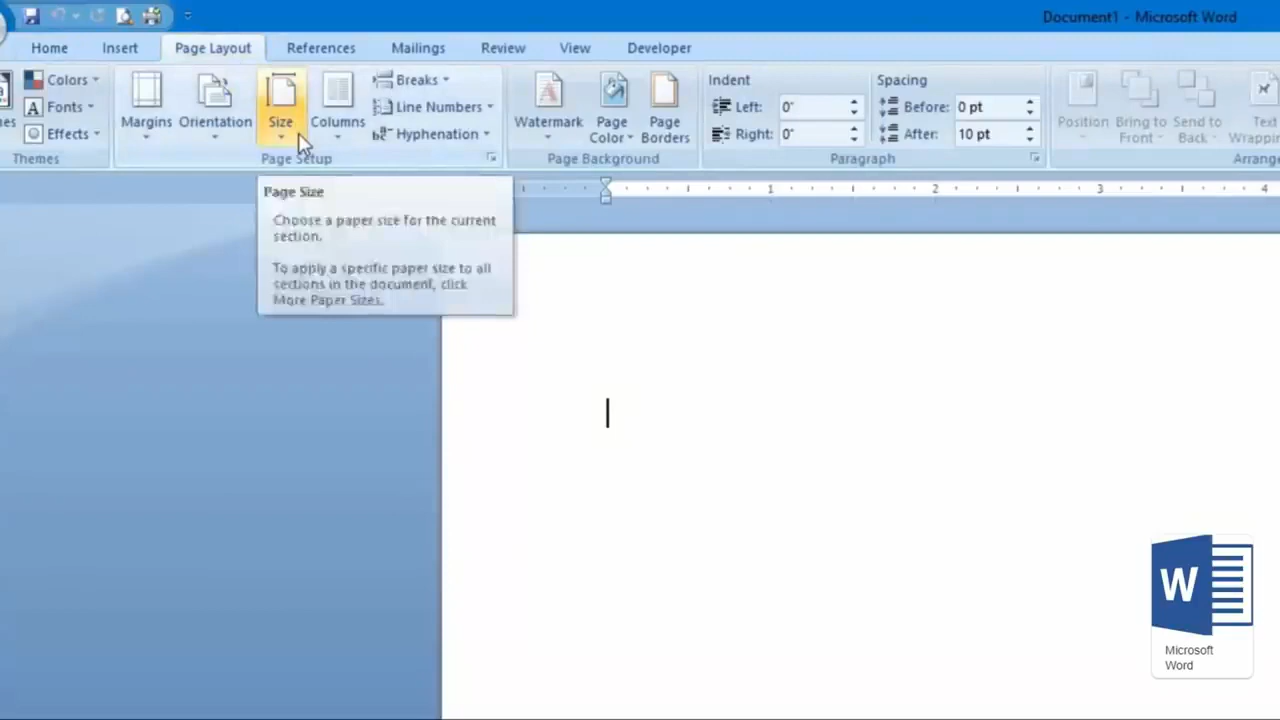 Document1 - Microsoft Word
Home Insert Page Layout References Mailings Review View Developer
Colors
Fonts
Effects
Themes
Margins Orientation Size Columns
Breaks
Line Numbers
Hyphenation
Page Setup
Watermark Page Color Page Borders
Page Background
Indent
Left: 0"
Right: 0"
Spacing
Before: 0 pt
After: 10 pt
Paragraph
Position Bring to Front Send to Back Text
1 2 3 4
Page Size
Choose a paper size for the current
section.
To apply a specific paper size to all
sections in the document, click
More Paper Sizes.
W
Microsoft
Word